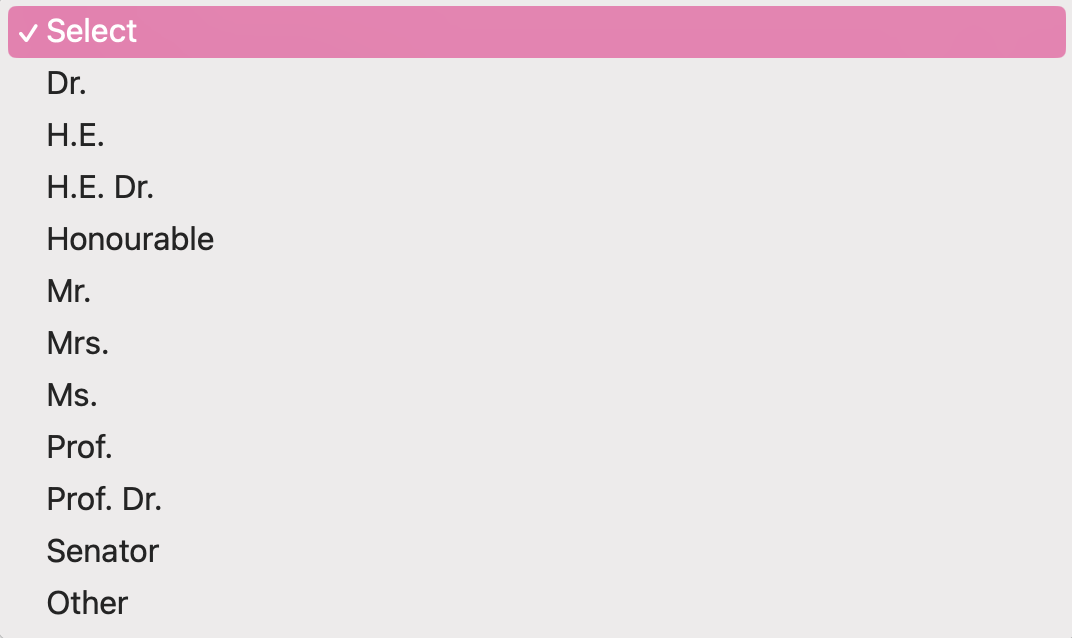 ✓ Select
Dr.
H.E.
H.E. Dr.
Honourable
Mr.
Mrs.
Ms.
Prof.
Prof. Dr.
Senator
Other